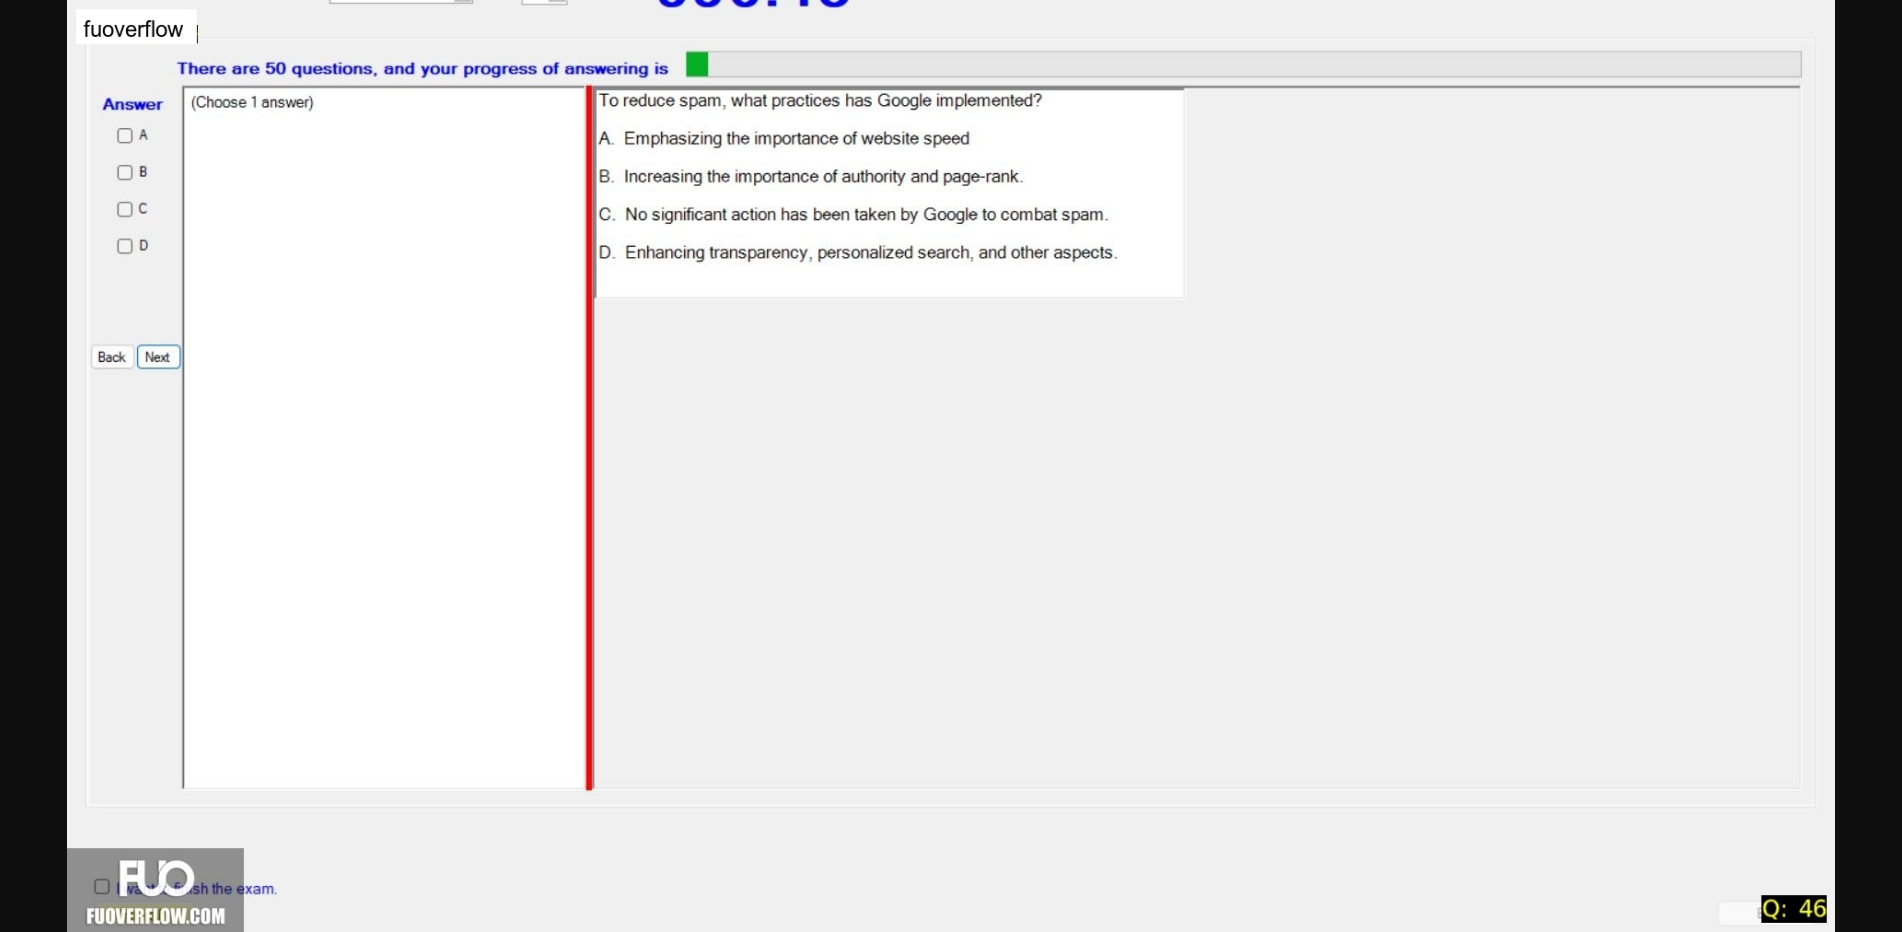 fuoverflow
There are 50 questions, and your progress of answering is
Answer
(Choose 1 answer)
A
B
C
D
Back
Next
To reduce spam, what practices has Google implemented?
A. Emphasizing the importance of website speed
B. Increasing the importance of authority and page-rank.
C. No significant action has been taken by Google to combat spam.
D. Enhancing transparency, personalized search, and other aspects.
FUO
the exam.
FUOVERFLOW.COM
Q: 46